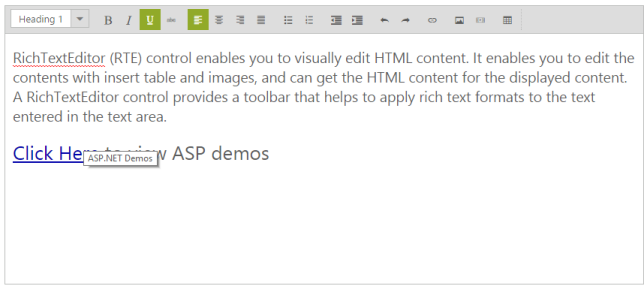 Heading 1 B I U abc
RichTextEditor (RTE) control enables you to visually edit HTML content. It enables you to edit the
contents with insert table and images, and can get the HTML content for the displayed content.
A RichTextEditor control provides a toolbar that helps to apply rich text formats to the text
entered in the text area.
Click Here to view ASP demos
ASP.NET Demos